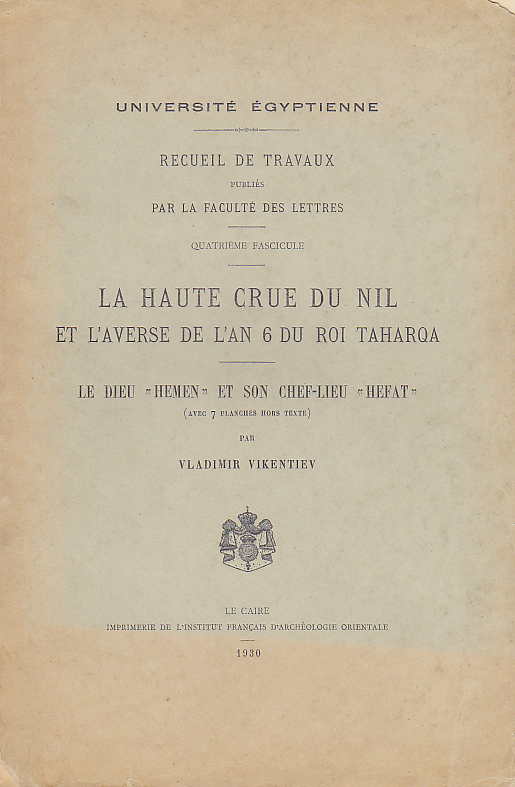 UNIVERSITÉ ÉGYPTIENNE
RECUEIL DE TRAVAUX
PUBLIÉS
PAR LA FACULTÉ DES LETTRES
QUATRIÈME FASCICULE
LA HAUTE CRUE DU NIL
ET L'AVERSE DE L'AN 6 DU ROI TAHARQA
LE DIEU "HEMEN" ET SON CHEF-LIEU "HEFAT"
(AVEC 7 PLANCHES HORS TEXTE)
PAR
VLADIMIR VIKENTIEV
LE CAIRE
IMPRIMERIE DE L'INSTITUT FRANÇAIS D'ARCHÉOLOGIE ORIENTALE
1930